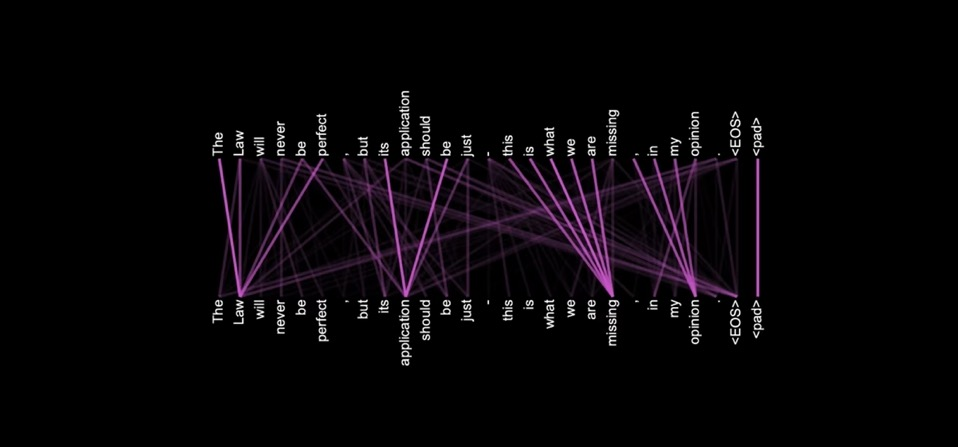 The Law will never be perfect , but its application should be just - this is what we are missing , in my opinion . <EOS> <pad>
The Law will never be perfect , but its application should be just - this is what we are missing , in my opinion . <EOS> <pad>